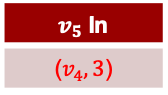 v₅ In
(v₄, 3)